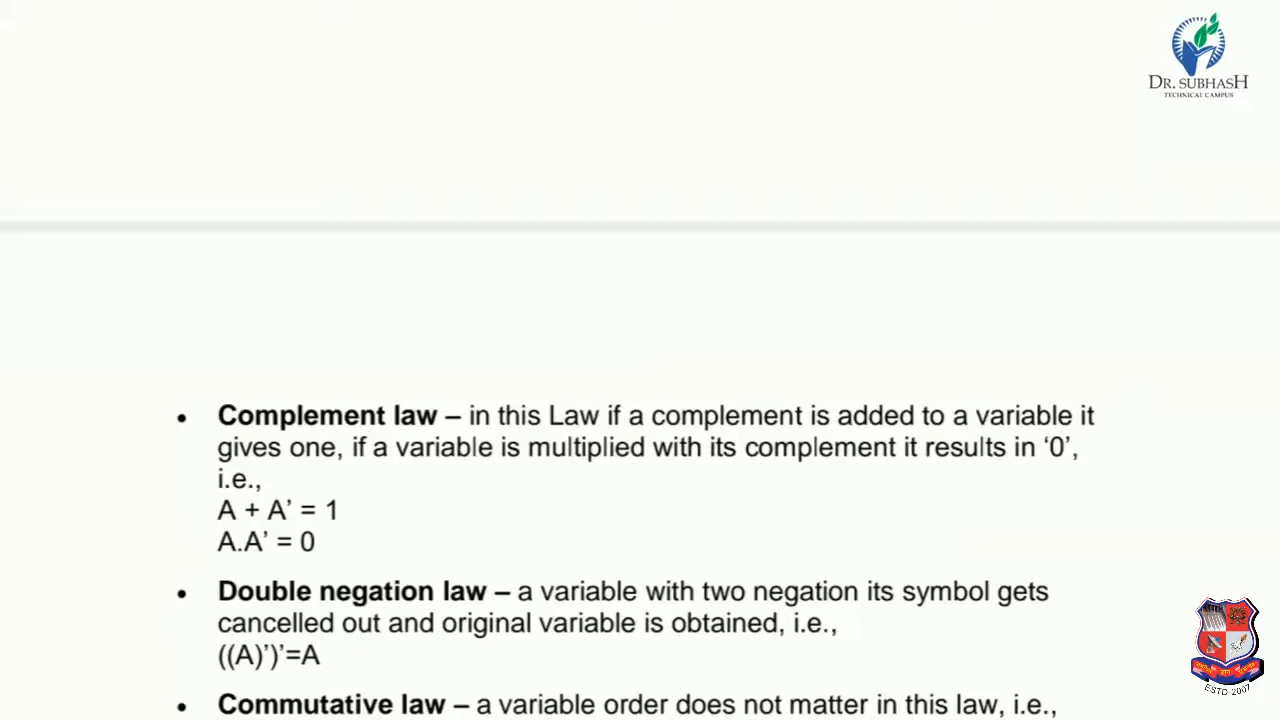 DR. SUBHASH
TECHNICAL CAMPUS
• Complement law – in this Law if a complement is added to a variable it
gives one, if a variable is multiplied with its complement it results in ‘0’,
i.e.,
A + A’ = 1
A.A’ = 0
• Double negation law – a variable with two negation its symbol gets
cancelled out and original variable is obtained, i.e.,
((A)’)’=A
• Commutative law – a variable order does not matter in this law, i.e.,
ESTD-2007